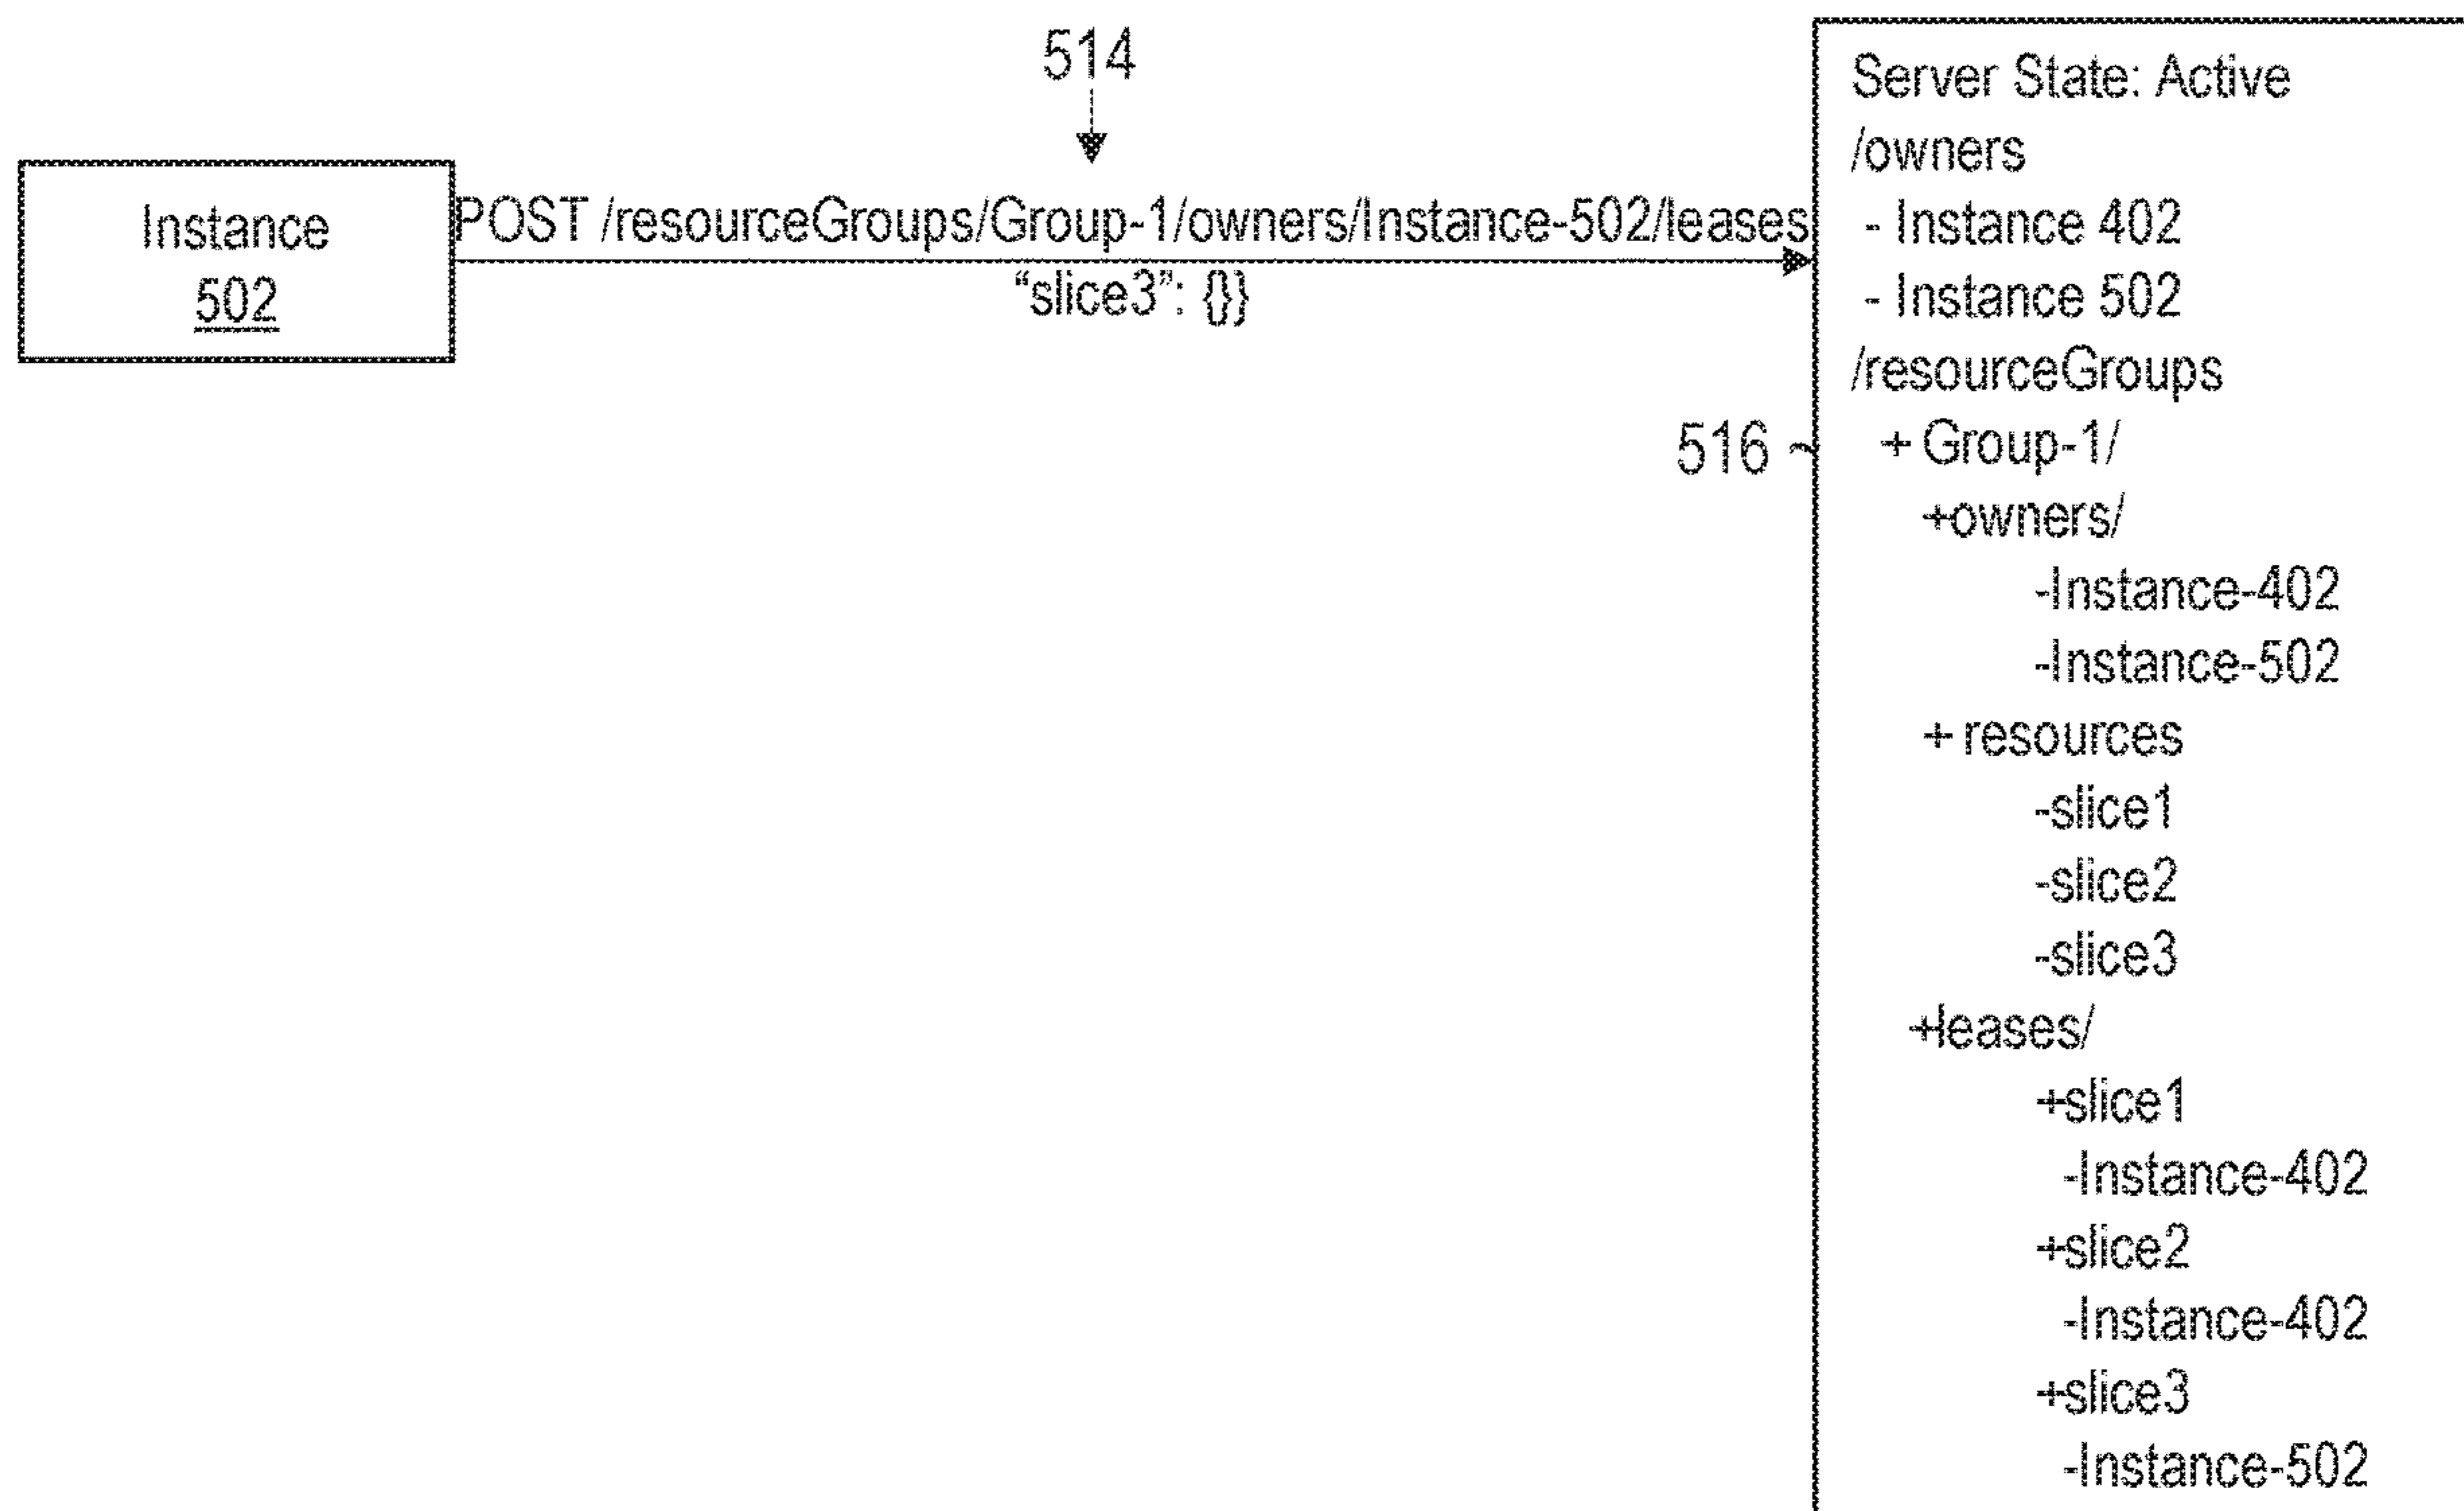 514
Instance
502
POST /resourceGroups/Group-1/owners/Instance-502/leases
“slice3”: {}}
516
Server State: Active
/owners
- Instance 402
- Instance 502
/resourceGroups
+ Group-1/
+owners/
-Instance-402
-Instance-502
+ resources
-slice1
-slice2
-slice3
+leases/
+slice1
-Instance-402
+slice2
-Instance-402
+slice3
-Instance-502